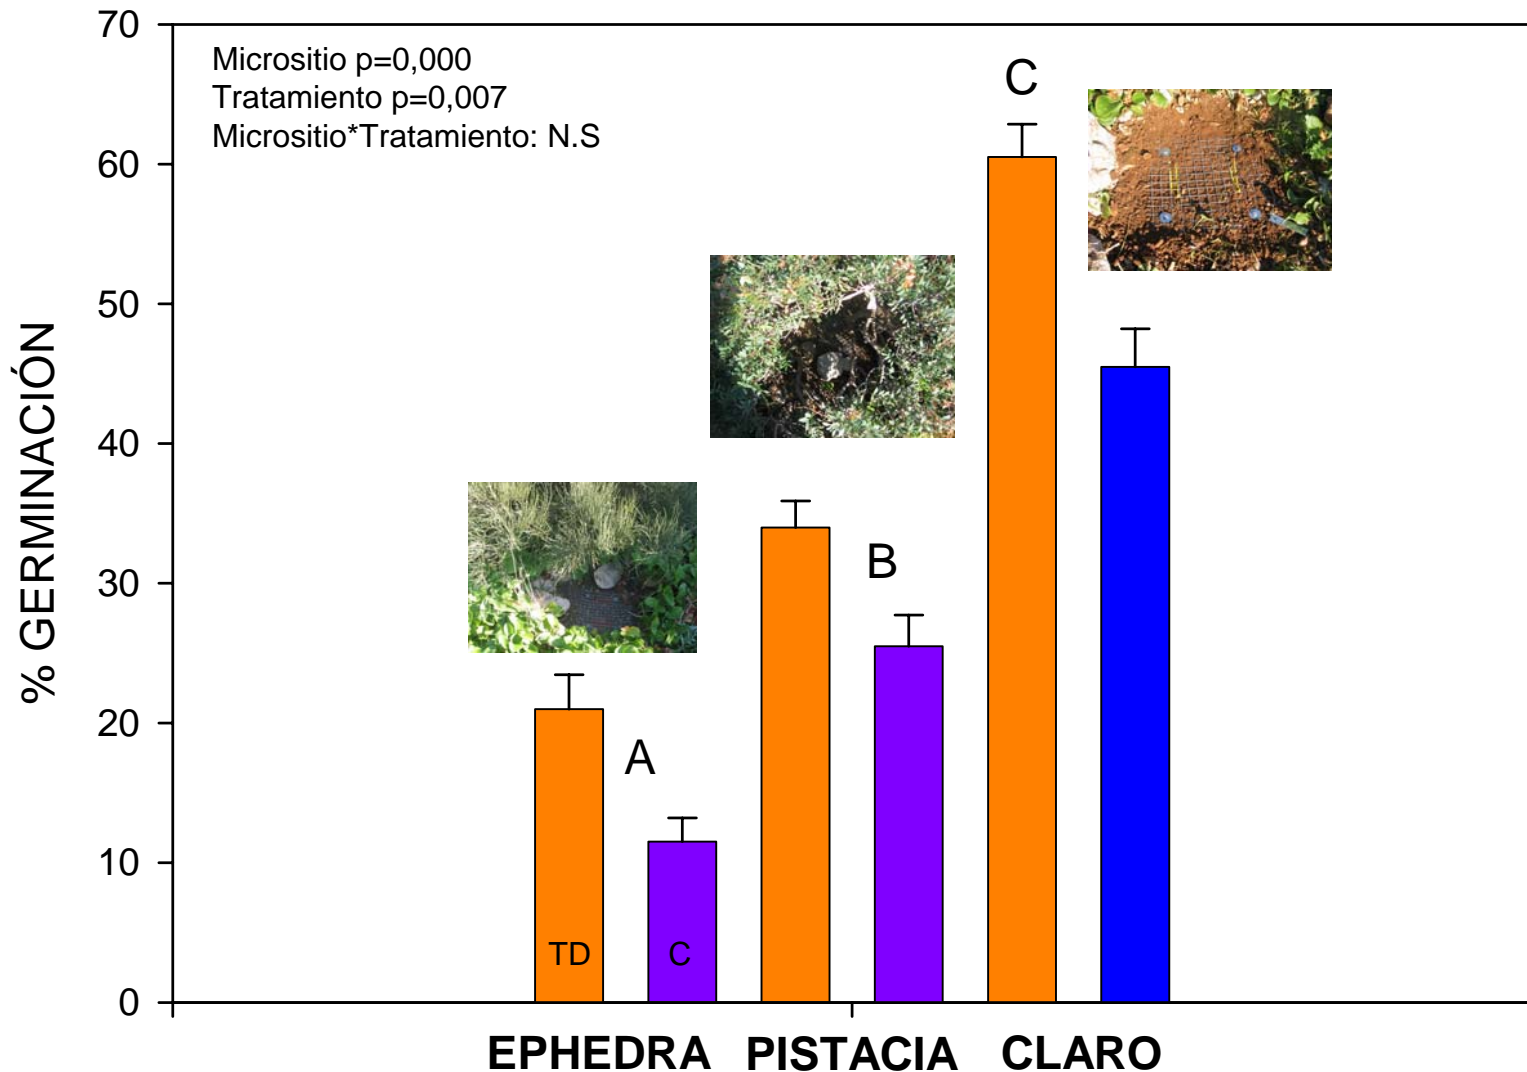 70
60
50
40
30
20
10
0
% GERMINACIÓN
Micrositio p=0,000
Tratamiento p=0,007
Micrositio*Tratamiento: N.S
C
B
A
TD
C
EPHEDRA
PISTACIA
CLARO